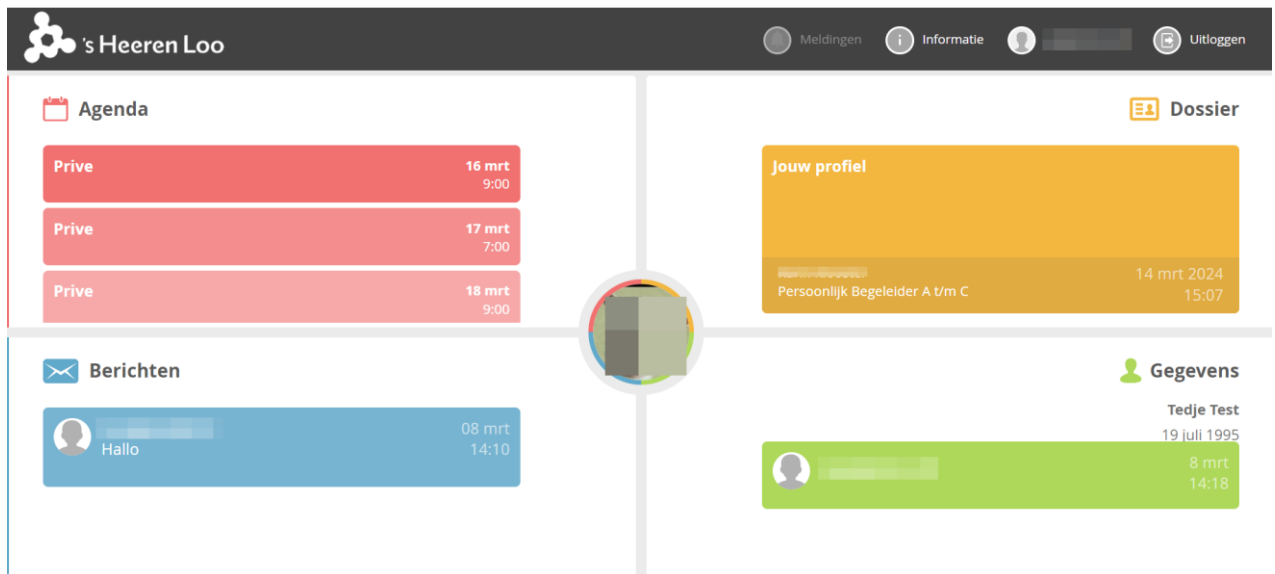 's Heeren Loo
Meldingen
Informatie
Uitloggen
Agenda
Prive
16 mrt
9:00
Prive
17 mrt
7:00
Prive
18 mrt
9:00
Dossier
Jouw profiel
14 mrt 2024
Persoonlijk Begeleider A t/m C
15:07
Berichten
08 mrt
Hallo
14:10
Gegevens
Tedje Test
19 juli 1995
8 mrt
14:18